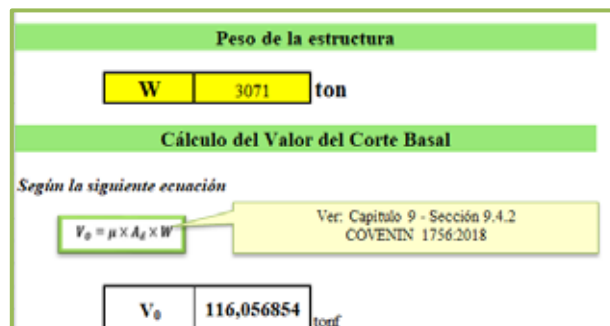 Peso de la estructura
W 3071 ton
Cálculo del Valor del Corte Basal
Según la siguiente ecuación
V₀ = μ × A_d × W
Ver: Capitulo 9 - Sección 9.4.2
COVENIN 1756:2018
V₀ 116,056854 tonf